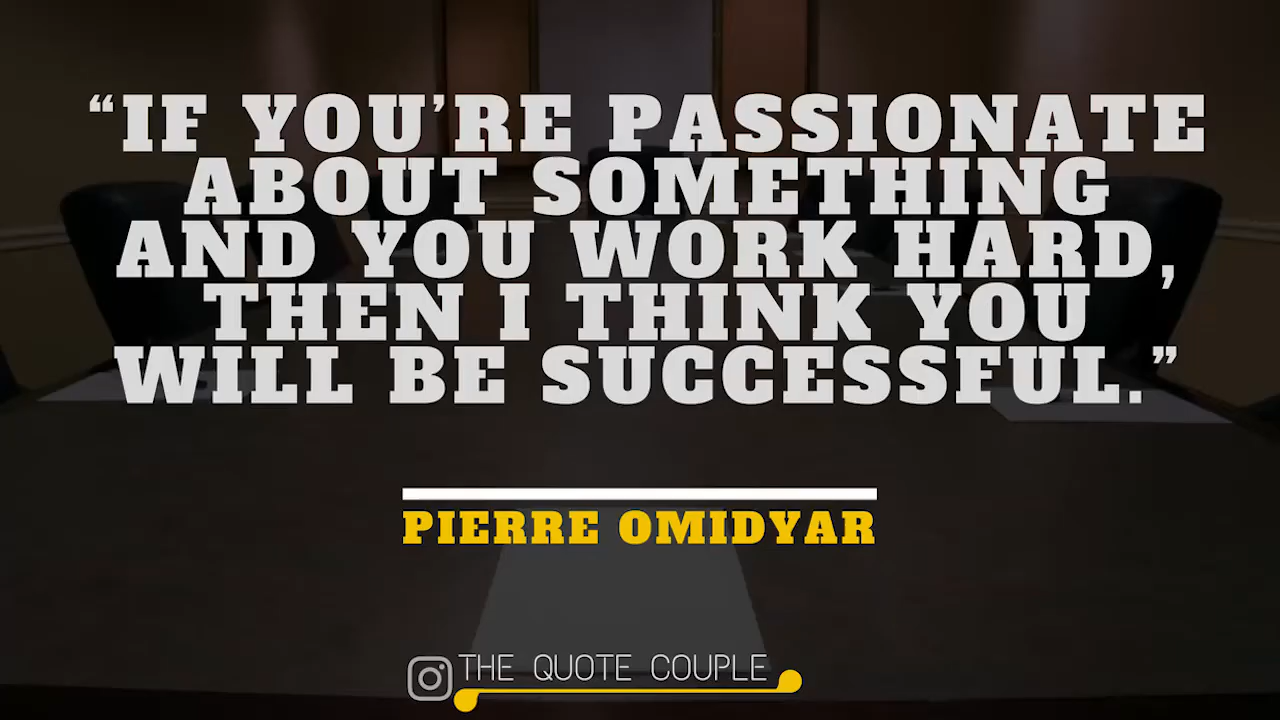 “IF YOU’RE PASSIONATE
ABOUT SOMETHING
AND YOU WORK HARD,
THEN I THINK YOU
WILL BE SUCCESSFUL.”
PIERRE OMIDYAR
THE QUOTE COUPLE